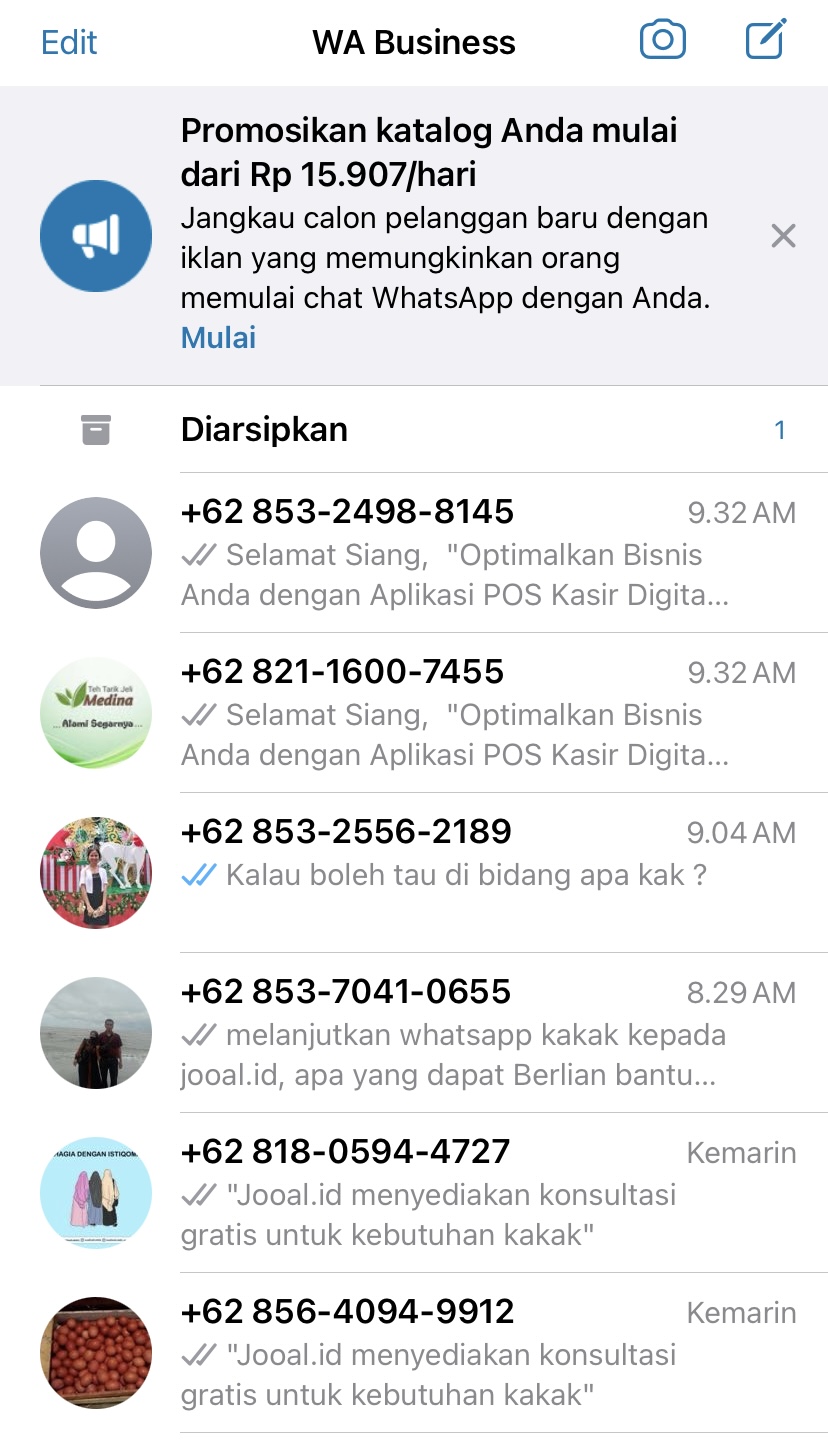 Edit
WA Business
Promosikan katalog Anda mulai
dari Rp 15.907/hari
Jangkau calon pelanggan baru dengan
iklan yang memungkinkan orang
memulai chat WhatsApp dengan Anda.
Mulai
Diarsipkan
1
+62 853-2498-8145
9.32 AM
Selamat Siang,  "Optimalkan Bisnis
Anda dengan Aplikasi POS Kasir Digita...
Teh Tarik Jeli
Medina
...Alami Segarnya...
+62 821-1600-7455
9.32 AM
Selamat Siang,  "Optimalkan Bisnis
Anda dengan Aplikasi POS Kasir Digita...
+62 853-2556-2189
9.04 AM
Kalau boleh tau di bidang apa kak ?
+62 853-7041-0655
8.29 AM
melanjutkan whatsapp kakak kepada
jooal.id, apa yang dapat Berlian bantu...
HAGIA DENGAN ISTIQOM
+62 818-0594-4727
Kemarin
"Jooal.id menyediakan konsultasi
gratis untuk kebutuhan kakak"
+62 856-4094-9912
Kemarin
"Jooal.id menyediakan konsultasi
gratis untuk kebutuhan kakak"